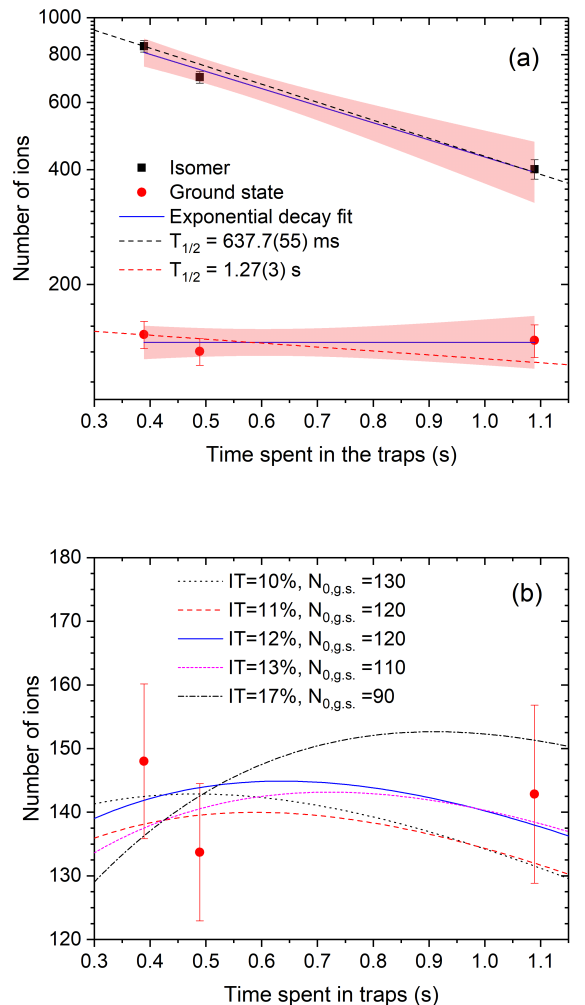 1000
800
600
400
200
Number of ions
(a)
Isomer
Ground state
Exponential decay fit
T1/2 = 637.7(55) ms
T1/2 = 1.27(3) s
0.3 0.4 0.5 0.6 0.7 0.8 0.9 1.0 1.1
Time spent in the traps (s)
180
170
160
150
140
130
120
Number of ions
(b)
IT=10%, N0,g.s. =130
IT=11%, N0,g.s. =120
IT=12%, N0,g.s. =120
IT=13%, N0,g.s. =110
IT=17%, N0,g.s. =90
0.3 0.4 0.5 0.6 0.7 0.8 0.9 1.0 1.1
Time spent in traps (s)